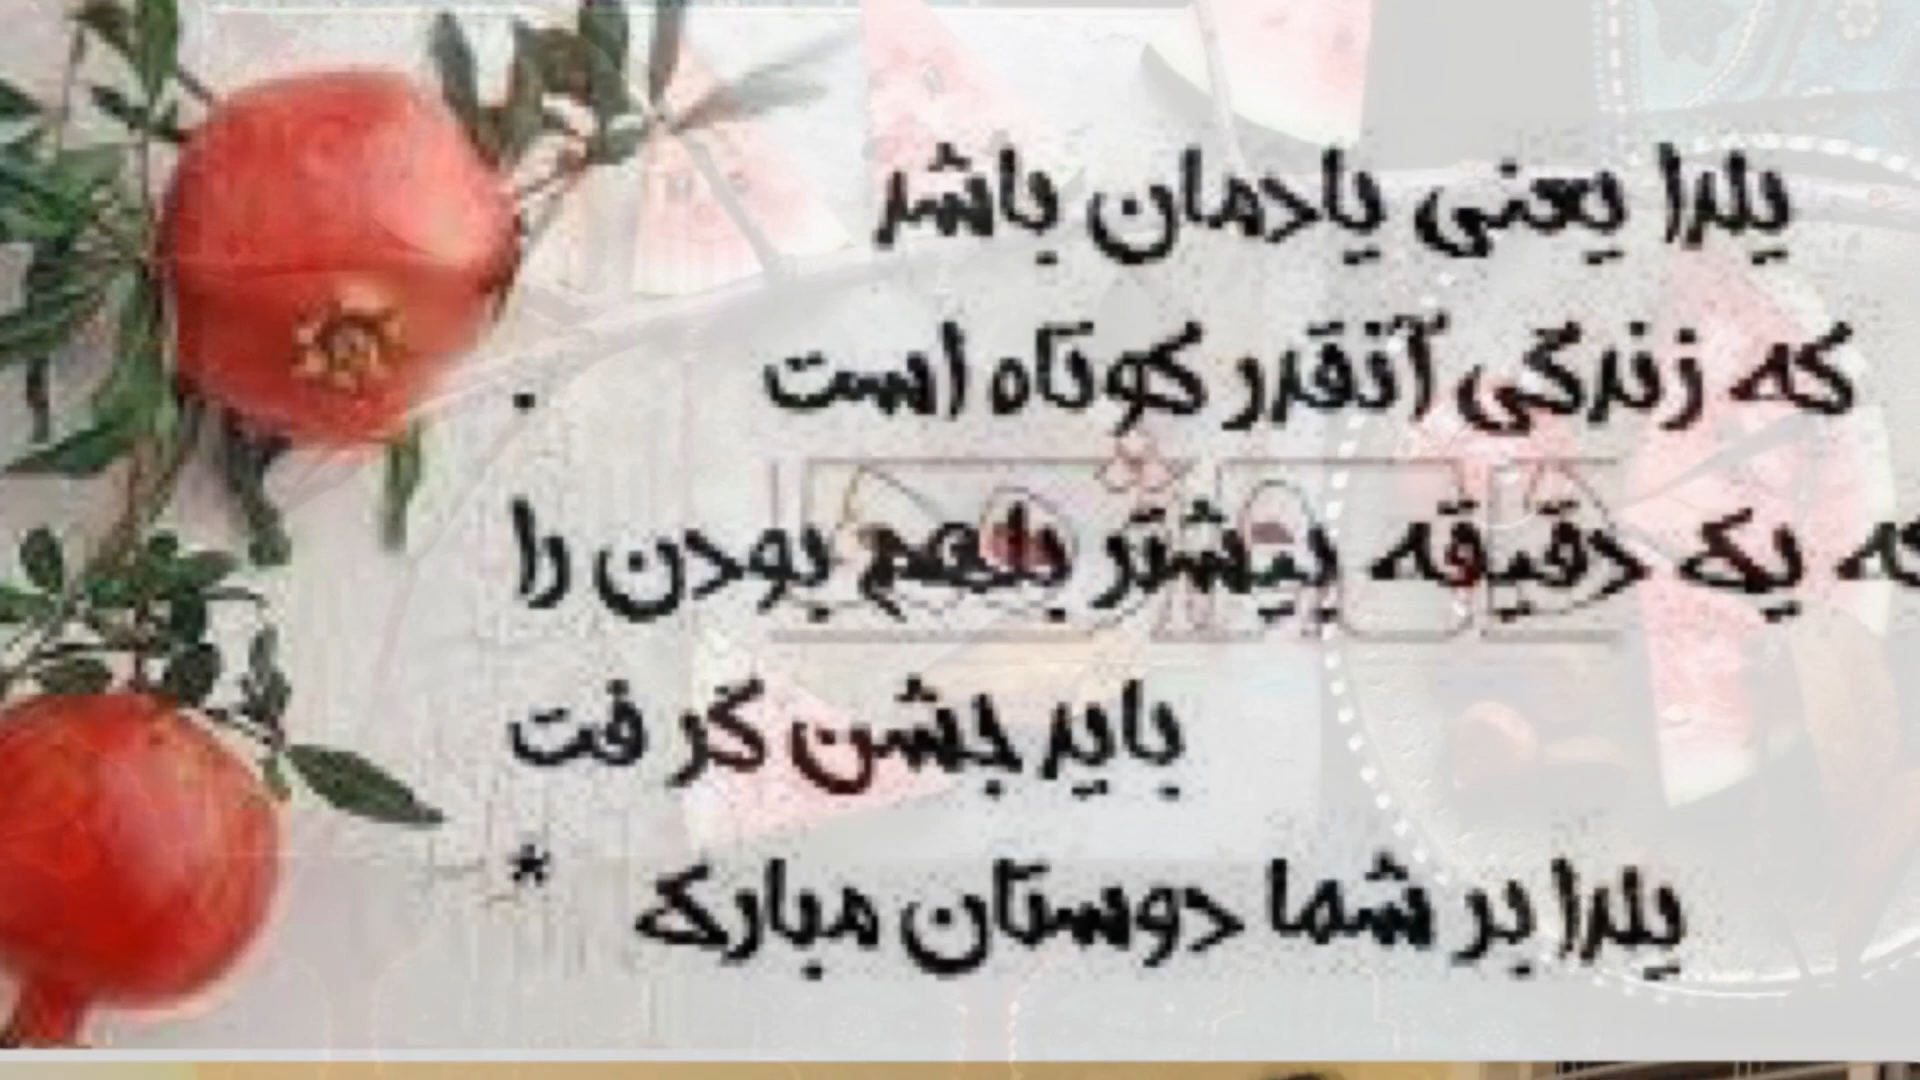 یلدا یعنی یادمان باشد
که زندگی آنقدر کوتاه است .
که یک دقیقه بیشتر باهم بودن را
باید جشن گرفت
یلدا بر شما دوستان مبارک *